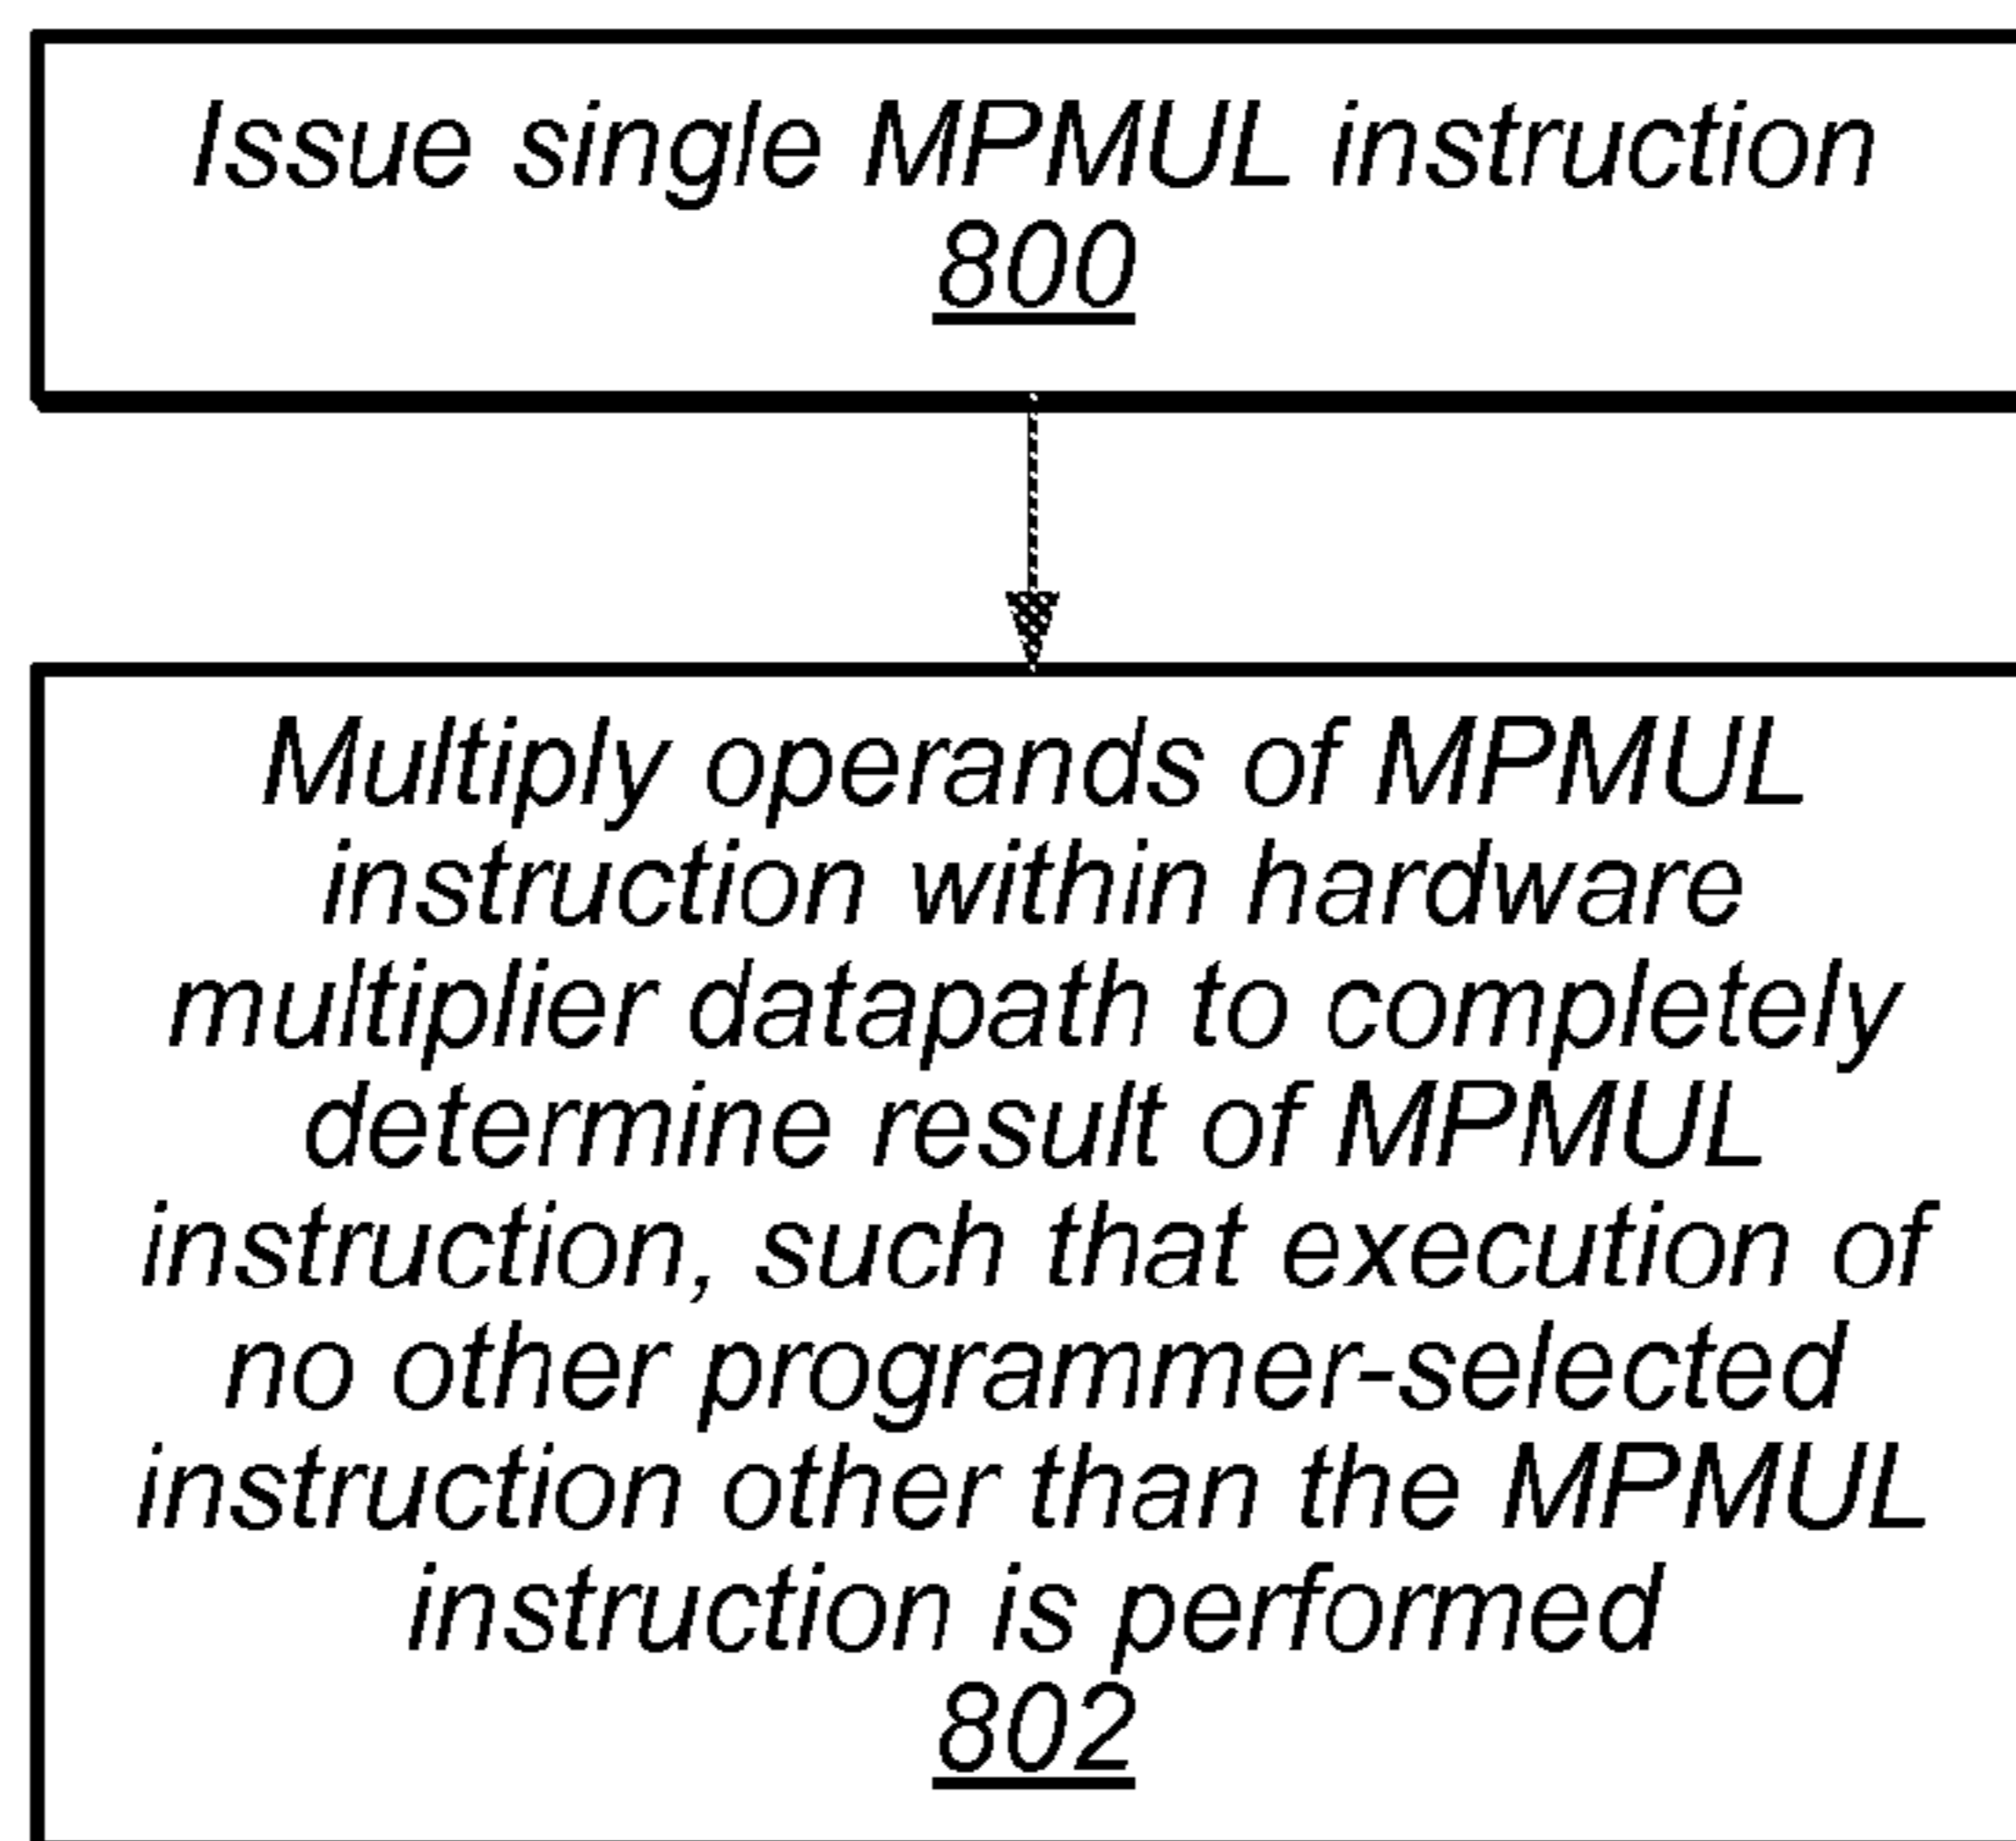 Issue single MPMUL instruction
800
Multiply operands of MPMUL
instruction within hardware
multiplier datapath to completely
determine result of MPMUL
instruction, such that execution of
no other programmer-selected
instruction other than the MPMUL
instruction is performed
802